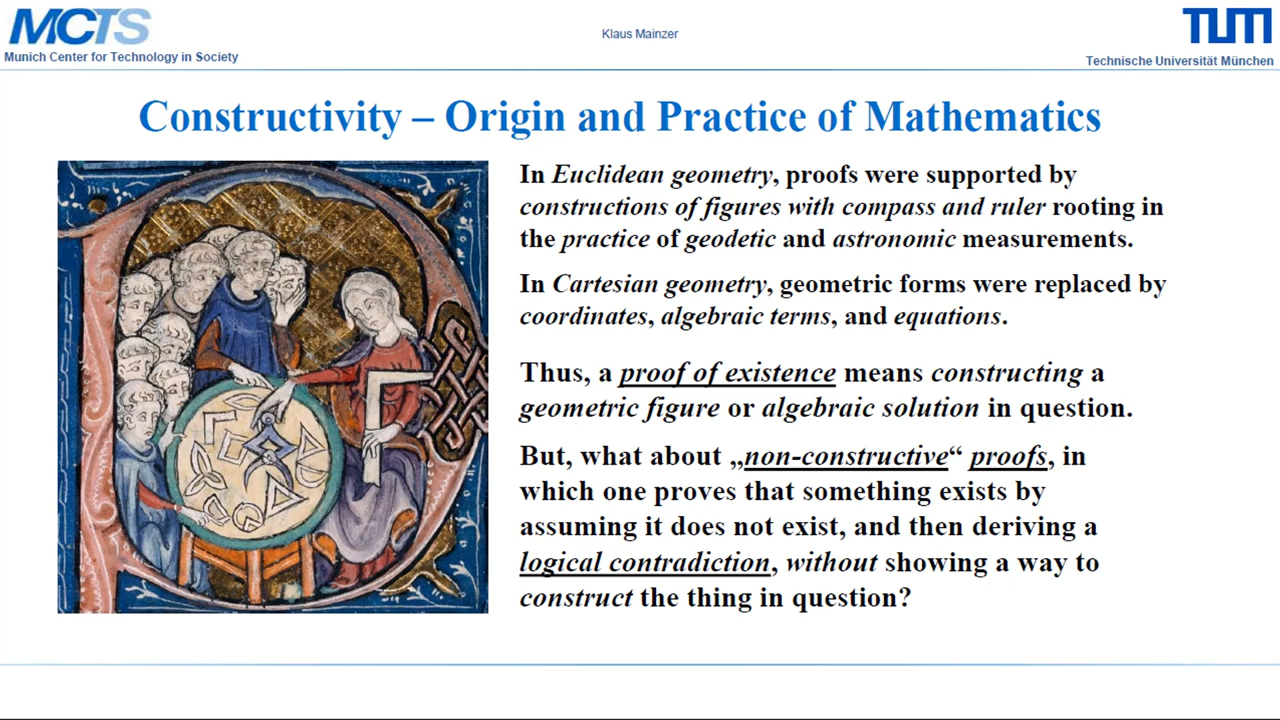 MCTS
Munich Center for Technology in Society
Klaus Mainzer
TUM
Technische Universität München
Constructivity – Origin and Practice of Mathematics
In Euclidean geometry, proofs were supported by
constructions of figures with compass and ruler rooting in
the practice of geodetic and astronomic measurements.
In Cartesian geometry, geometric forms were replaced by
coordinates, algebraic terms, and equations.
Thus, a proof of existence means constructing a
geometric figure or algebraic solution in question.
But, what about „non-constructive“ proofs, in
which one proves that something exists by
assuming it does not exist, and then deriving a
logical contradiction, without showing a way to
construct the thing in question?